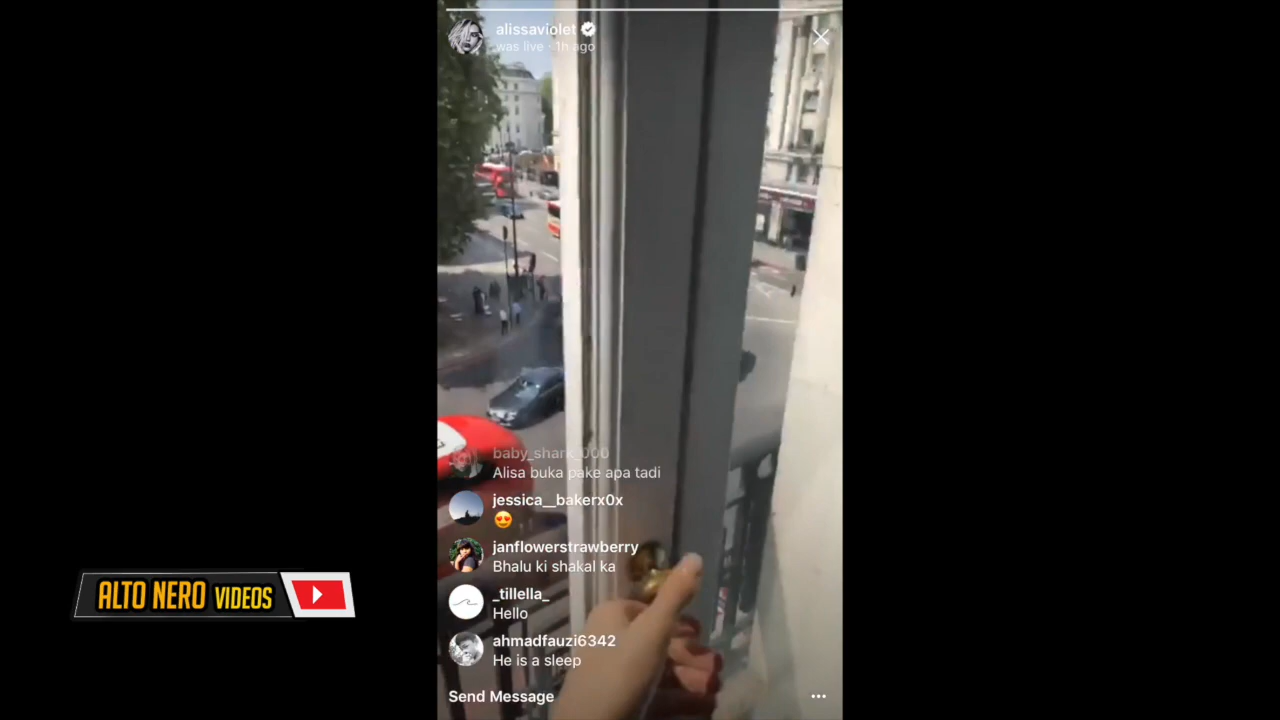 alissaviolet
was live · 1h ago
baby_shark_000
Alisa buka pake apa tadi
jessica__bakerx0x
😍
janflowerstrawberry
Bhalu ki shakal ka
_tillella_
Hello
ahmadfauzi6342
He is a sleep
Send Message
ALTO NERO VIDEOS